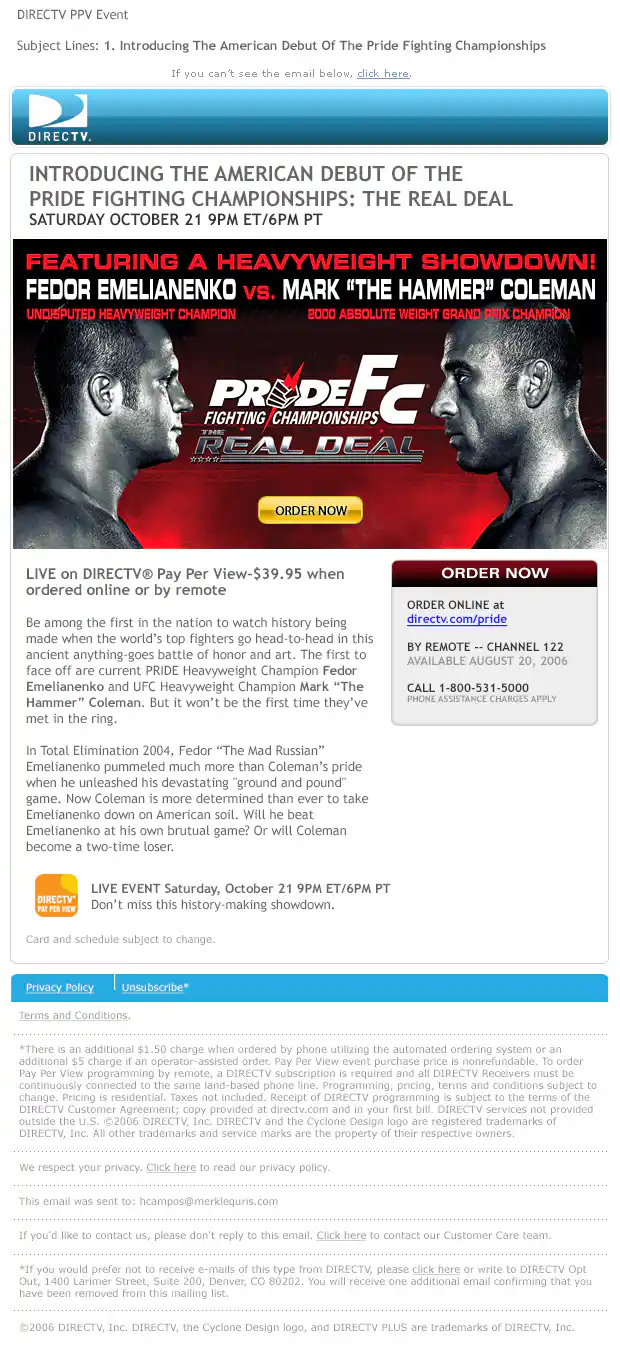 DIRECTV PPV Event
Subject Lines: 1. Introducing The American Debut Of The Pride Fighting Championships
If you can't see the email below, click here.
DIRECTV.
INTRODUCING THE AMERICAN DEBUT OF THE
PRIDE FIGHTING CHAMPIONSHIPS: THE REAL DEAL
SATURDAY OCTOBER 21 9PM ET/6PM PT
FEATURING A HEAVYWEIGHT SHOWDOWN!
FEDOR EMELIANENKO VS. MARK "THE HAMMER" COLEMAN
UNDISPUTED HEAVYWEIGHT CHAMPION 2000 ABSOLUTE WEIGHT GRAND PRIX CHAMPION
PRIDE FC
FIGHTING CHAMPIONSHIPS
THE
REAL DEAL
ORDER NOW
LIVE on DIRECTV® Pay Per View-$39.95 when
ordered online or by remote
Be among the first in the nation to watch history being
made when the world's top fighters go head-to-head in this
ancient anything-goes battle of honor and art. The first to
face off are current PRIDE Heavyweight Champion Fedor
Emelianenko and UFC Heavyweight Champion Mark "The
Hammer" Coleman. But it won't be the first time they've
met in the ring.
In Total Elimination 2004, Fedor "The Mad Russian"
Emelianenko pummeled much more than Coleman's pride
when he unleashed his devastating "ground and pound"
game. Now Coleman is more determined than ever to take
Emelianenko down on American soil. Will he beat
Emelianenko at his own brutual game? Or will Coleman
become a two-time loser.
ORDER NOW
ORDER ONLINE at
directv.com/pride
BY REMOTE -- CHANNEL 122
AVAILABLE AUGUST 20, 2006
CALL 1-800-531-5000
PHONE ASSISTANCE CHARGES APPLY
DIRECTV
PAY PER VIEW
LIVE EVENT Saturday, October 21 9PM ET/6PM PT
Don't miss this history-making showdown.
Card and schedule subject to change.
Privacy Policy Unsubscribe*
Terms and Conditions.
*There is an additional $1.50 charge when ordered by phone utilizing the automated ordering system or an
additional $5 charge if an operator-assisted order. Pay Per View event purchase price is nonrefundable. To order
Pay Per View programming by remote, a DIRECTV subscription is required and all DIRECTV Receivers must be
continuously connected to the same land-based phone line. Programming, pricing, terms and conditions subject to
change. Pricing is residential. Taxes not included. Receipt of DIRECTV programming is subject to the terms of the
DIRECTV Customer Agreement; copy provided at directv.com and in your first bill. DIRECTV services not provided
outside the U.S. ©2006 DIRECTV, Inc. DIRECTV and the Cyclone Design logo are registered trademarks of
DIRECTV, Inc. All other trademarks and service marks are the property of their respective owners.
We respect your privacy. Click here to read our privacy policy.
This email was sent to: hcampos@merklequris.com
If you'd like to contact us, please don't reply to this email. Click here to contact our Customer Care team.
*If you would prefer not to receive e-mails of this type from DIRECTV, please click here or write to DIRECTV Opt
Out, 1400 Larimer Street, Suite 200, Denver, CO 80202. You will receive one additional email confirming that you
have been removed from this mailing list.
©2006 DIRECTV, Inc. DIRECTV, the Cyclone Design logo, and DIRECTV PLUS are trademarks of DIRECTV, Inc.